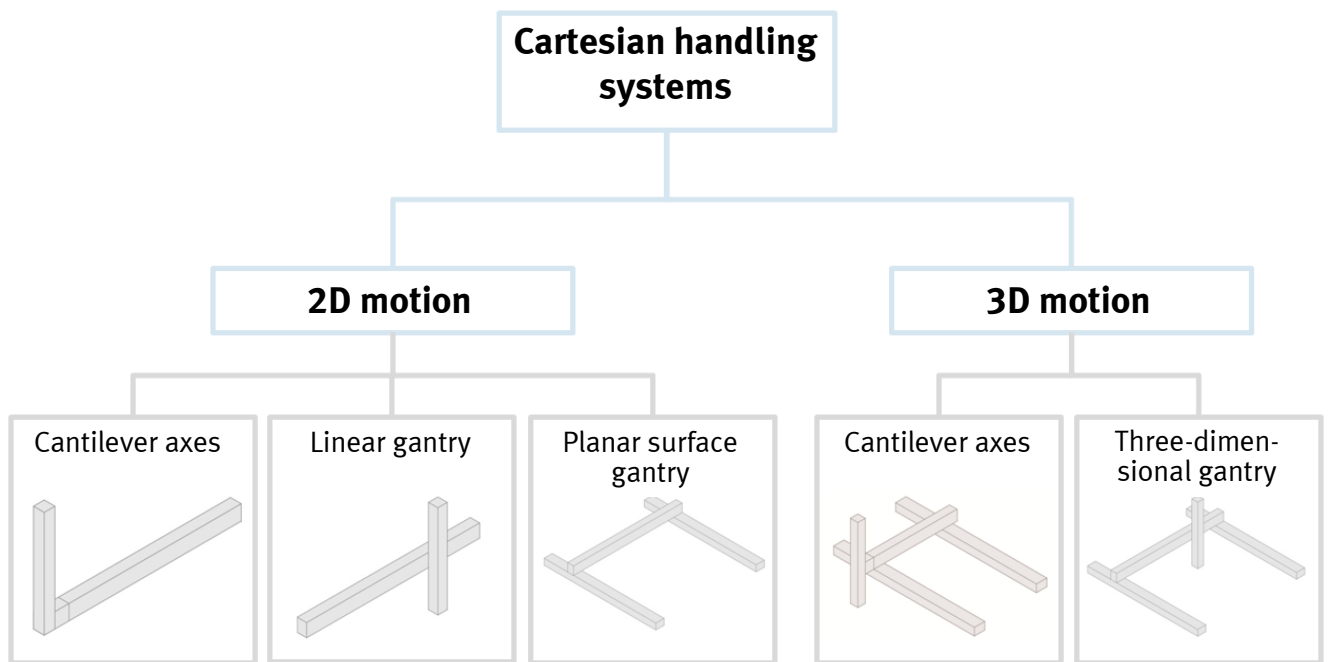 Cartesian handling
systems
2D motion
3D motion
Cantilever axes
Linear gantry
Planar surface
gantry
Cantilever axes
Three-dimen-
sional gantry